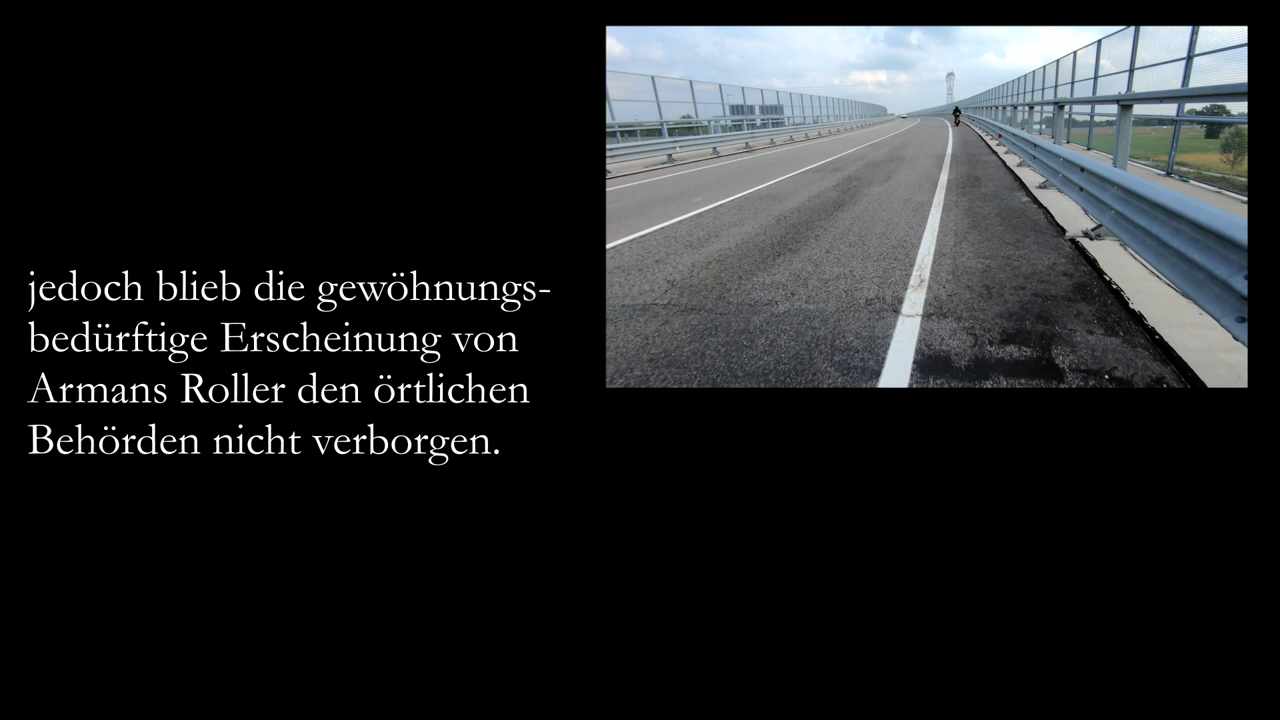 jedoch blieb die gewöhnungs-
bedürftige Erscheinung von
Armans Roller den örtlichen
Behörden nicht verborgen.